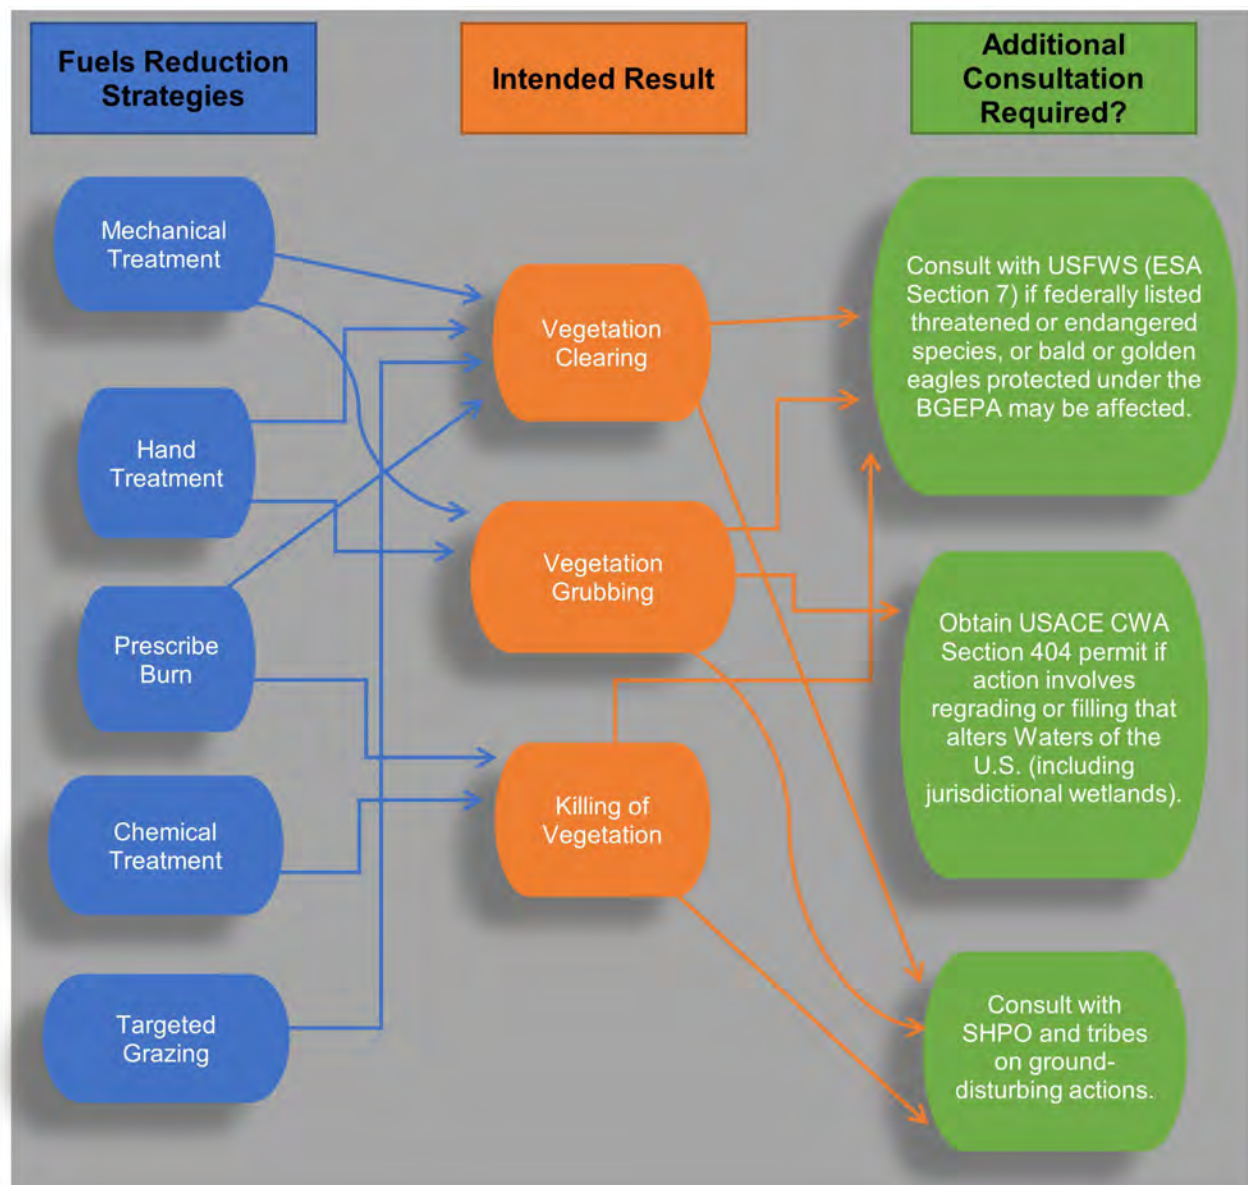 Fuels Reduction
Strategies
Intended Result
Additional
Consultation
Required?
Mechanical
Treatment
Hand
Treatment
Prescribe
Burn
Chemical
Treatment
Targeted
Grazing
Vegetation
Clearing
Vegetation
Grubbing
Killing of
Vegetation
Consult with USFWS (ESA
Section 7) if federally listed
threatened or endangered
species, or bald or golden
eagles protected under the
BGEPA may be affected.
Obtain USACE CWA
Section 404 permit if
action involves
regrading or filling that
alters Waters of the
U.S. (including
jurisdictional wetlands).
Consult with
SHPO and tribes
on ground-
disturbing actions.